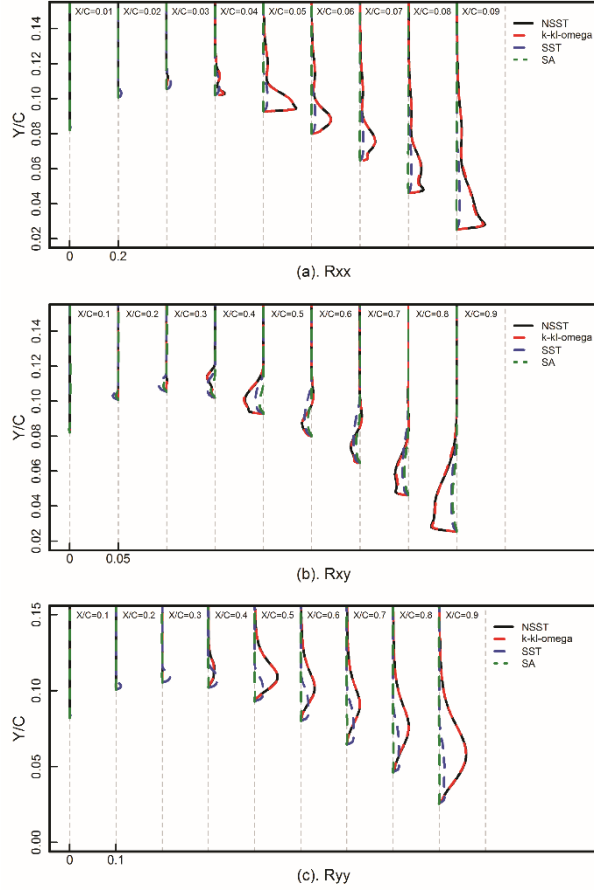 X/C=0.01 X/C=0.02 X/C=0.03 X/C=0.04 X/C=0.05 X/C=0.06 X/C=0.07 X/C=0.08 X/C=0.09
NSST
k-kl-omega
SST
SA
Y/C
0.14
0.12
0.10
0.08
0.06
0.04
0.02
0 0.2
(a). Rxx
X/C=0.1 X/C=0.2 X/C=0.3 X/C=0.4 X/C=0.5 X/C=0.6 X/C=0.7 X/C=0.8 X/C=0.9
NSST
k-kl-omega
SST
SA
Y/C
0.14
0.12
0.10
0.08
0.06
0.04
0.02
0 0.05
(b). Rxy
X/C=0.1 X/C=0.2 X/C=0.3 X/C=0.4 X/C=0.5 X/C=0.6 X/C=0.7 X/C=0.8 X/C=0.9
NSST
k-kl-omega
SST
SA
Y/C
0.15
0.10
0.05
0.00
0 0.1
(c). Ryy